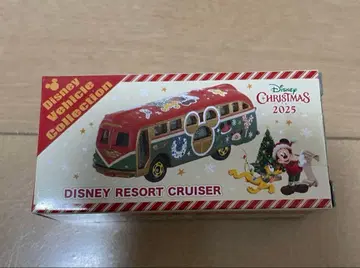 Disney
Vehicle
Collection
Disney
CHRISTMAS
2025
DISNEY RESORT CRUISER